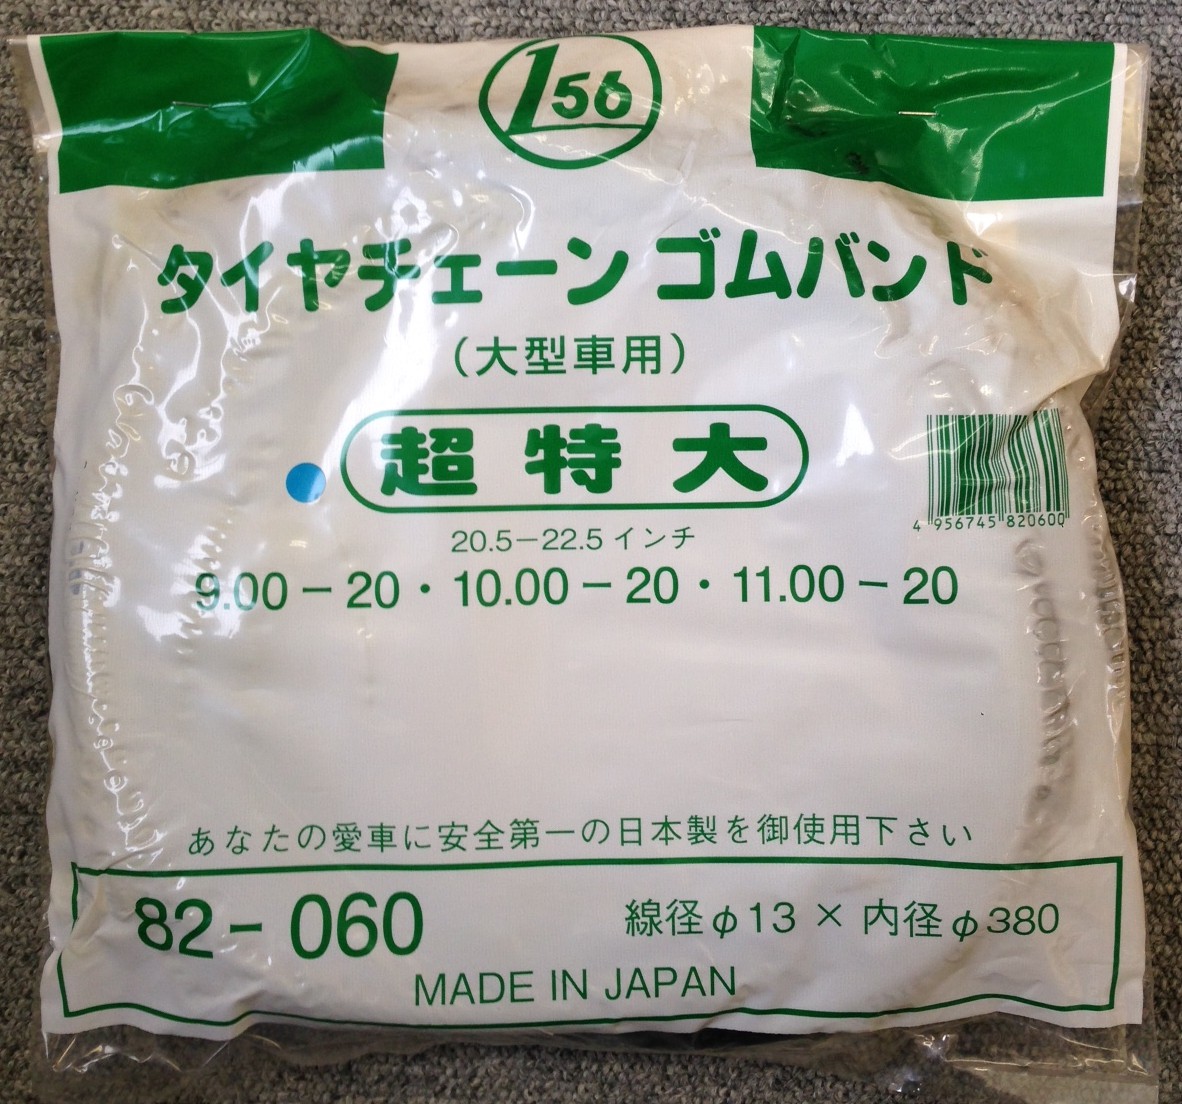 156
タイヤチェーン ゴムバンド
（大型車用）
超特大
4 956745 820600
20.5－22.5インチ
9.00－20・10.00－20・11.00－20
あなたの愛車に安全第一の日本製を御使用下さい
82－060
線径φ13×内径φ380
MADE IN JAPAN